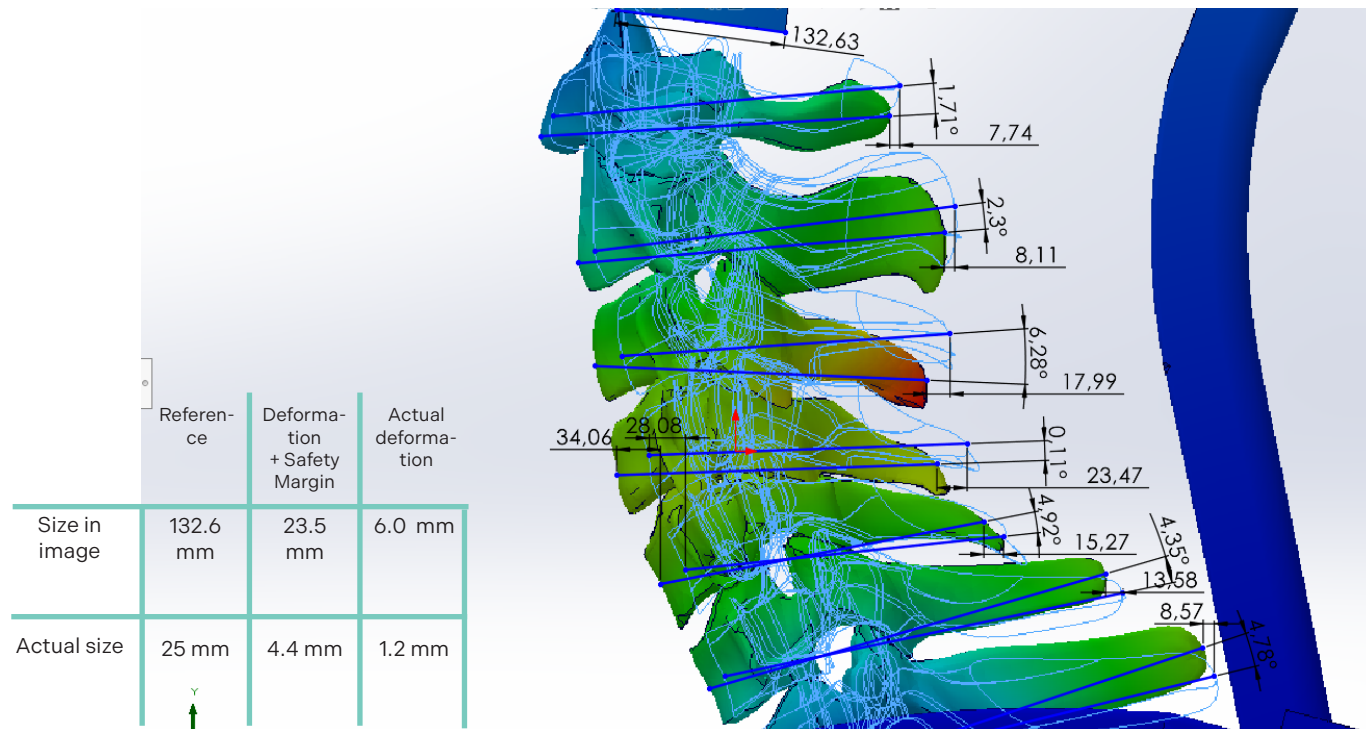 132,63
1,71°
7,74
2,3°
8,11
6,28°
17,99
34,06
28,08
0,11°
23,47
4,92°
15,27
4,35°
13,58
8,57
4,78°
Referen-
ce
Deforma-
tion
+ Safety
Margin
Actual
deforma-
tion
Size in
image
132.6
mm
23.5
mm
6.0 mm
Actual size
25 mm
4.4 mm
1.2 mm
Y